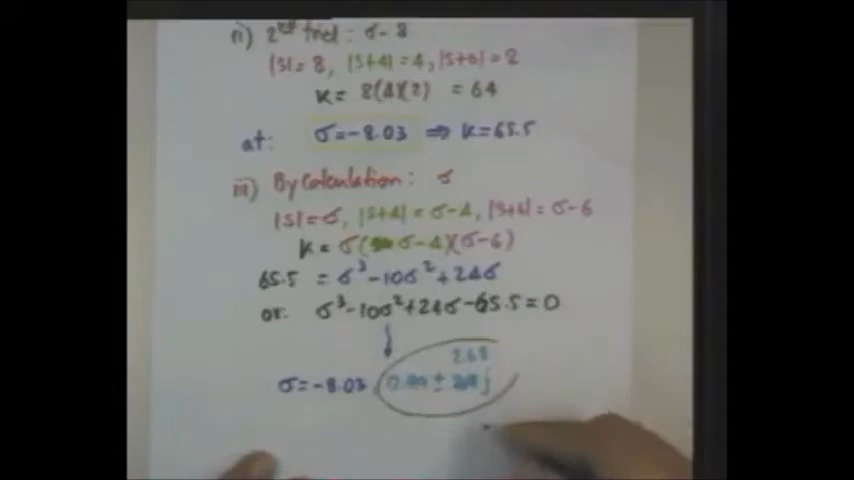 ii) 2nd trial: σ-8
|S|= 8, |S+4|=4, |S+6|=2
K= 8(4)(2) = 64
at: σ=-8.03 ⇒ K=65.5
iii) By Calculation: σ
|S|=σ, |S+4|=σ-4, |S+6|=σ-6
K= σ(σ-4)(σ-6)
65.5 = σ³-10σ²+24σ
or. σ³-10σ²+24σ-65.5=0
2.68
σ=-8.03, ± j